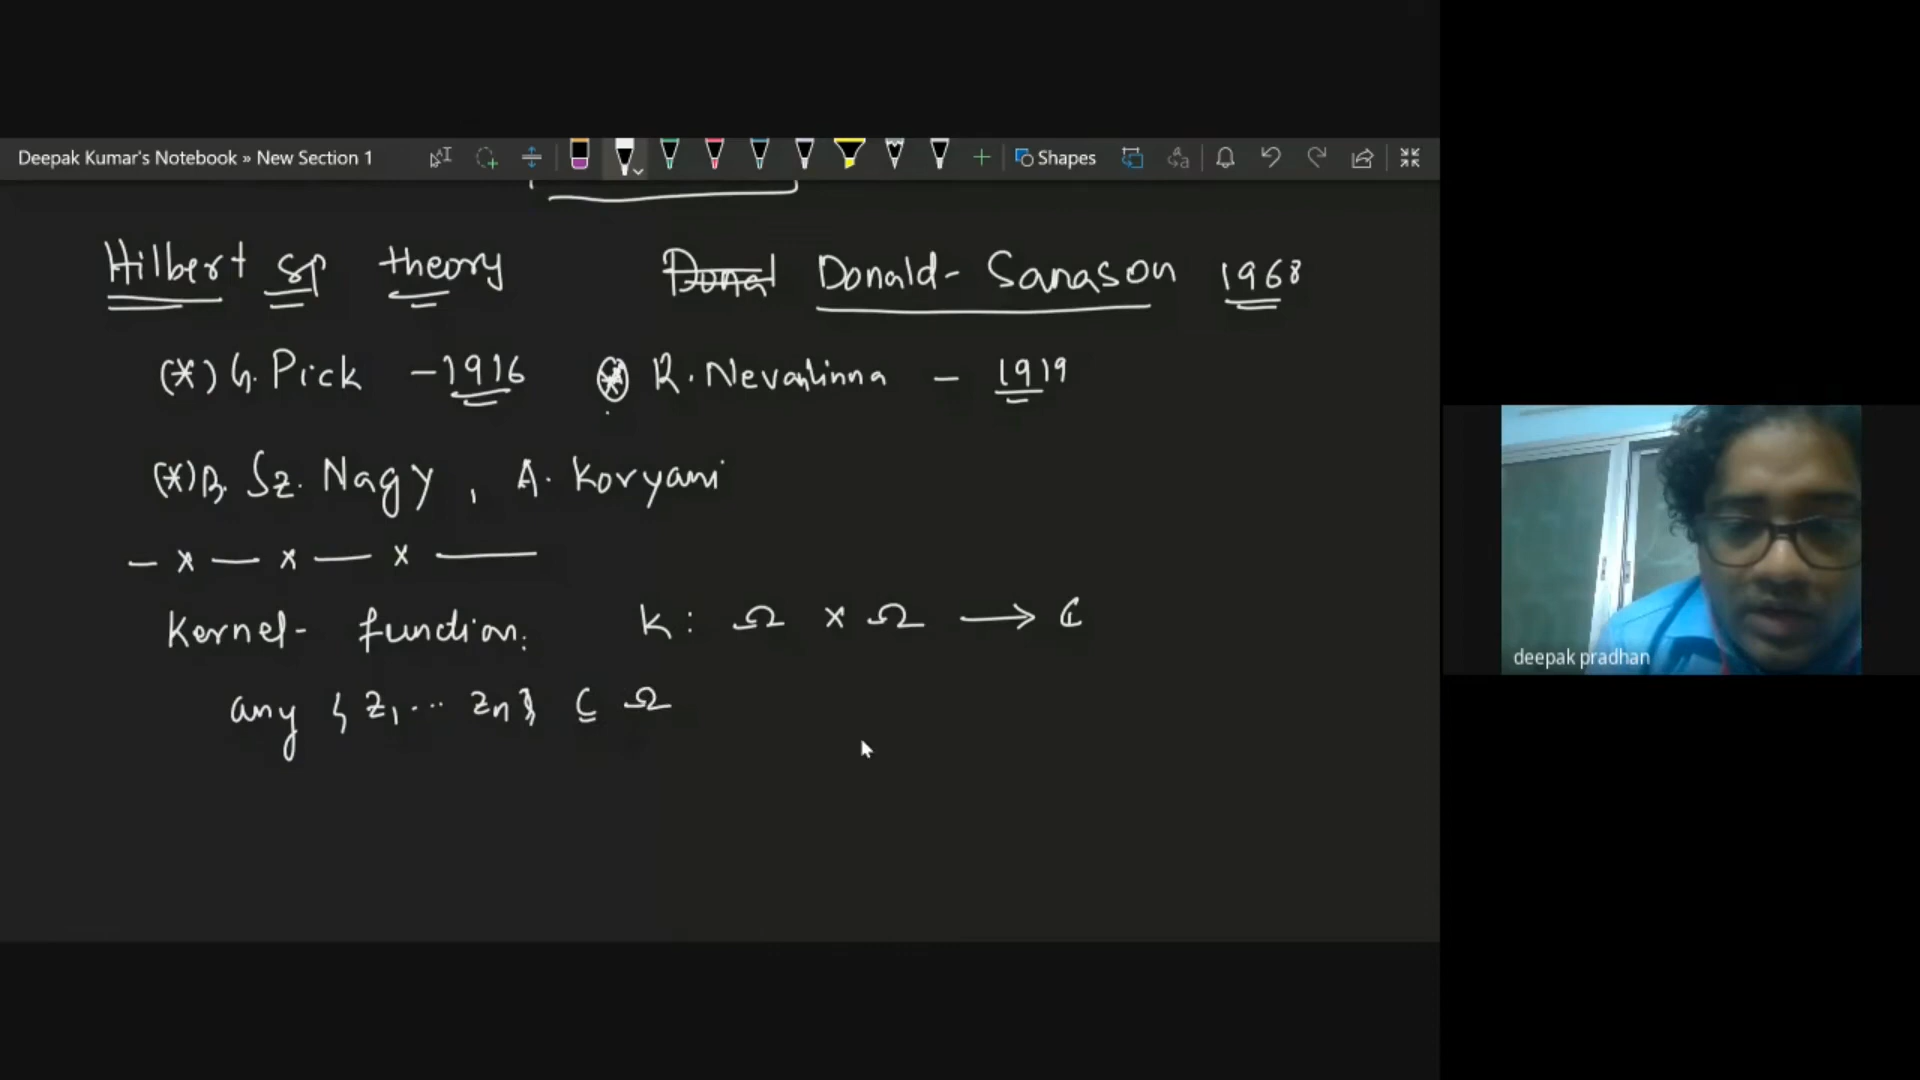 Deepak Kumar's Notebook » New Section 1
Shapes
Hilbert sp theory Donal Donald- Sanason 1968
(*) G. Pick - 1916 (*) R. Nevanlinna - 1919
(*) B. Sz. Nagy, A. Koryani
- x - x - x -
Kernel- function: K: Ω x Ω → ℂ
any { z₁ ... zn } ⊆ Ω
deepak pradhan